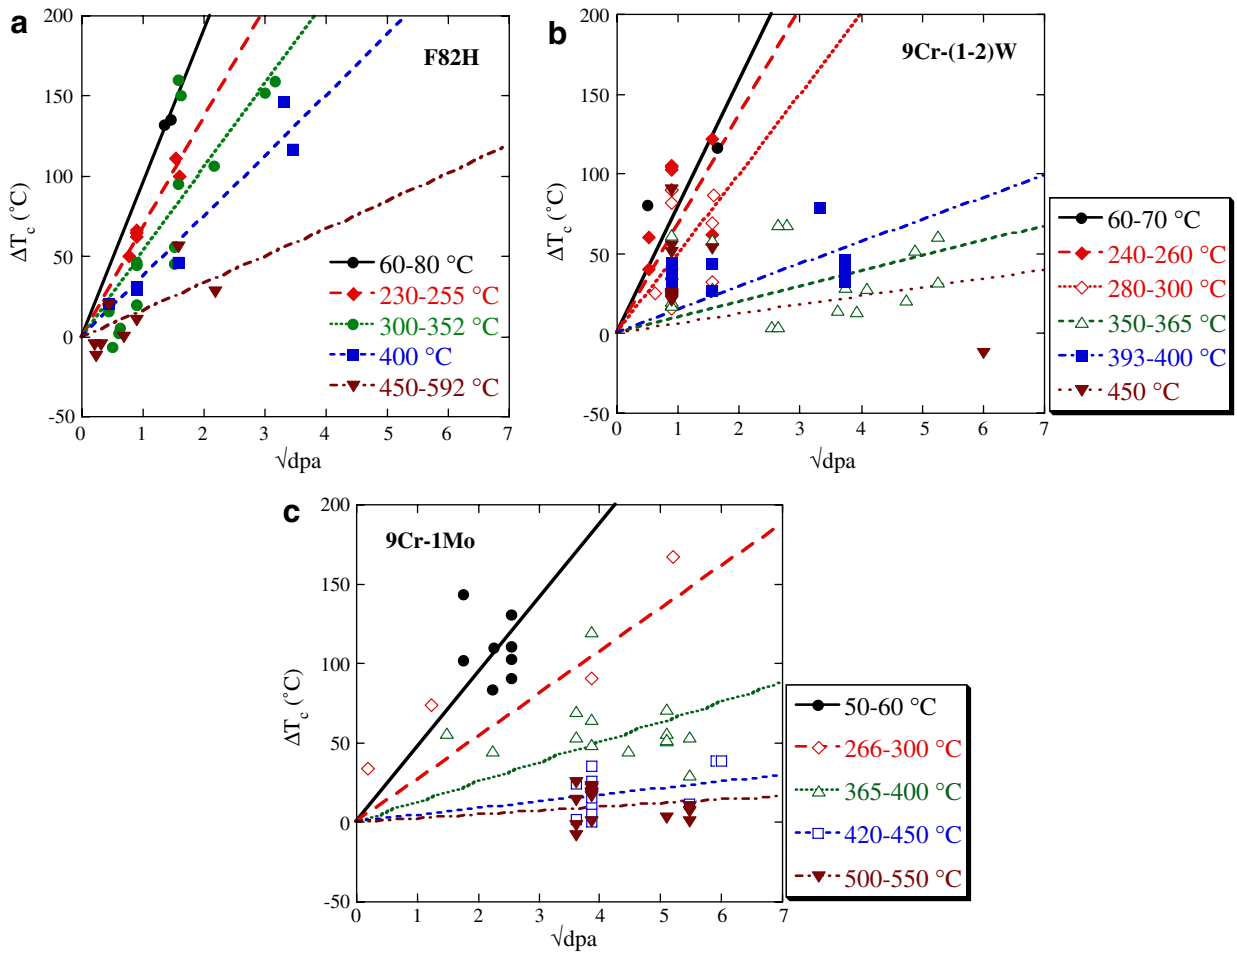 a
F82H
200
150
100
50
0
-50
0 1 2 3 4 5 6 7
ΔT_c (°C)
√dpa
60-80 °C
230-255 °C
300-352 °C
400 °C
450-592 °C
b
9Cr-(1-2)W
200
150
100
50
0
-50
0 1 2 3 4 5 6 7
ΔT_c (°C)
√dpa
60-70 °C
240-260 °C
280-300 °C
350-365 °C
393-400 °C
450 °C
c
9Cr-1Mo
200
150
100
50
0
-50
0 1 2 3 4 5 6 7
ΔT_c (°C)
√dpa
50-60 °C
266-300 °C
365-400 °C
420-450 °C
500-550 °C